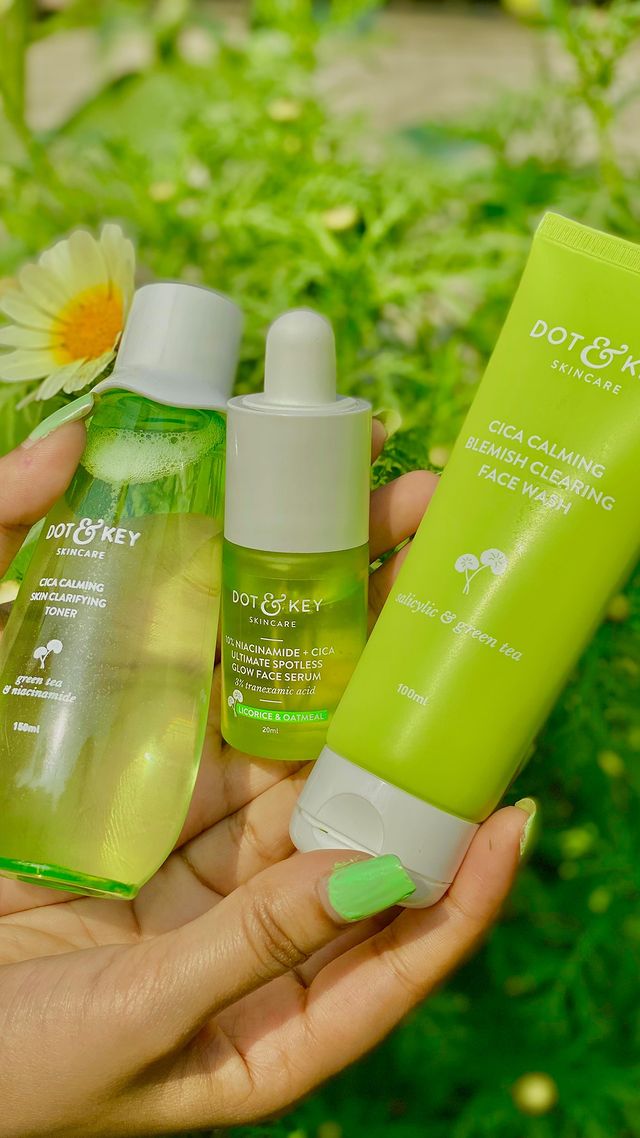 DOT & KEY
SKINCARE
CICA CALMING
SKIN CLARIFYING
TONER
green tea
& niacinamide
150ml
DOT & KEY
SKINCARE
10% NIACINAMIDE + CICA
ULTIMATE SPOTLESS
GLOW FACE SERUM
3% tranexamic acid
LICORICE & OATMEAL
20ml
DOT & K
SKINCARE
CICA CALMING
BLEMISH CLEARING
FACE WASH
salicylic & green tea
100ml